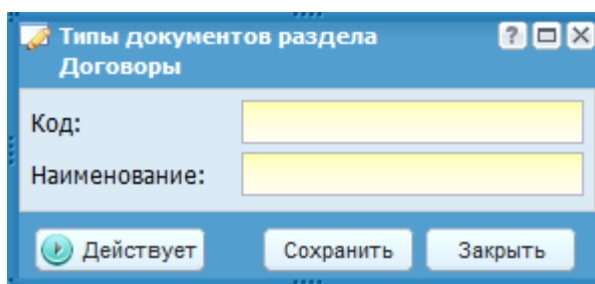 Типы документов раздела
Договоры
?
Код:
Наименование:
Действует Сохранить Закрыть